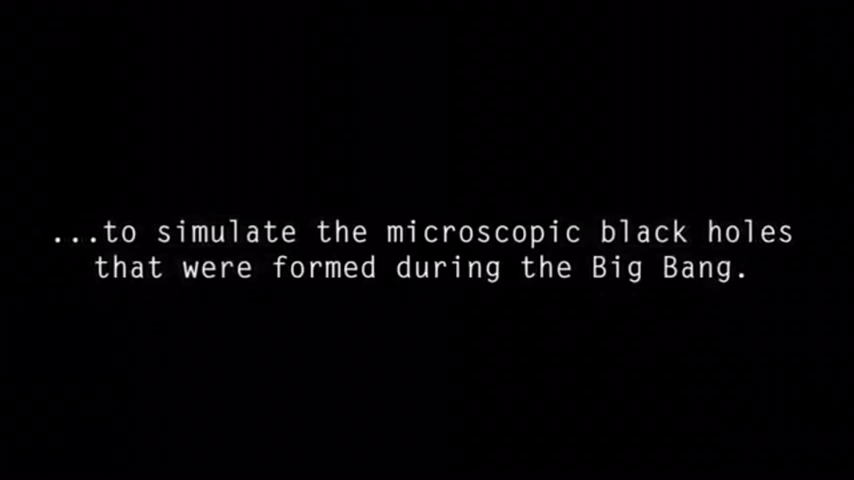 ...to simulate the microscopic black holes
that were formed during the Big Bang.